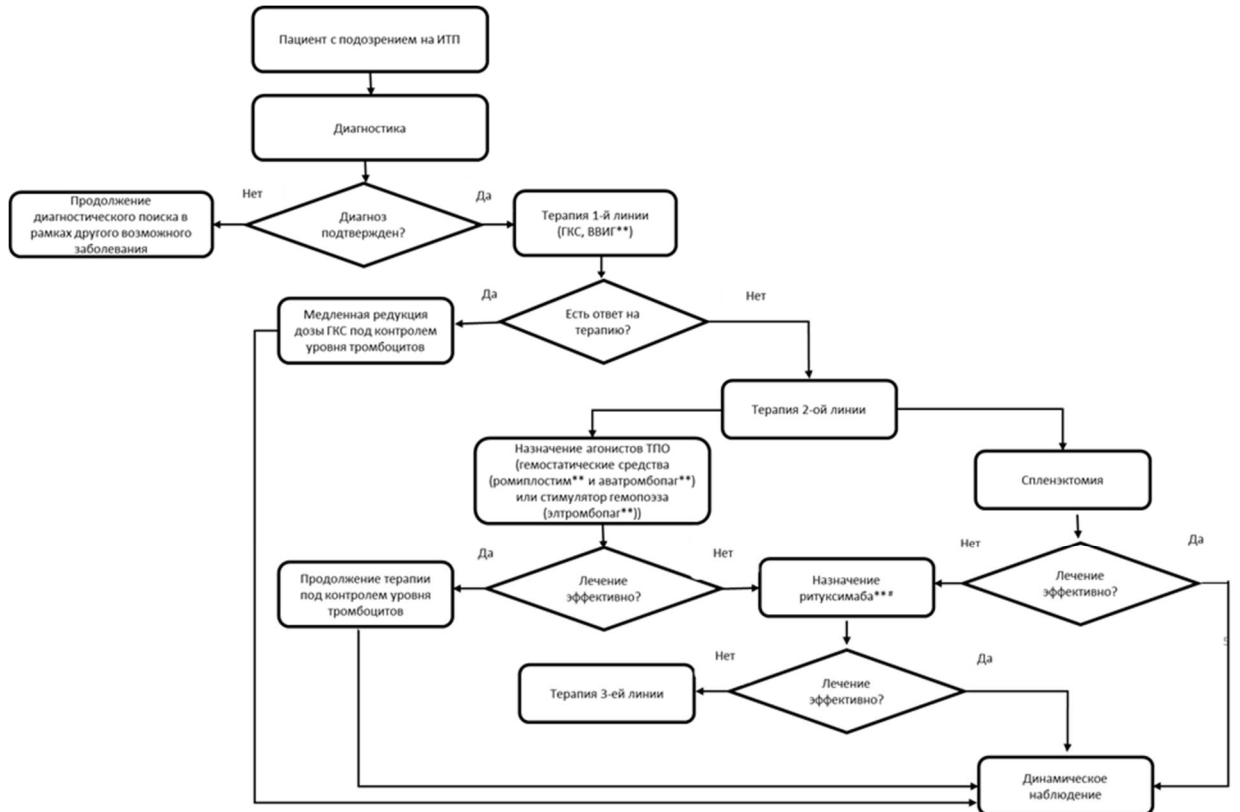 Пациент с подозрением на ИТП
Диагностика
Нет
Да
Продолжение
диагностического поиска в
рамках другого возможного
заболевания
Диагноз
подтвержден?
Терапия 1-й линии
(ГКС, ВВИГ**)
Да
Нет
Медленная редукция
дозы ГКС под контролем
уровня тромбоцитов
Есть ответ на
терапию?
Терапия 2-ой линии
Назначение агонистов ТПО
(гемостатические средства
(ромиплостим** и аватромбопаг**)
или стимулятор гемопоэза
(элтромбопаг**))
Спленэктомия
Да
Нет
Нет
Да
Продолжение терапии
под контролем уровня
тромбоцитов
Лечение
эффективно?
Назначение
ритуксимаба**#
Лечение
эффективно?
Нет
Да
Терапия 3-ей линии
Лечение
эффективно?
Динамическое
наблюдение